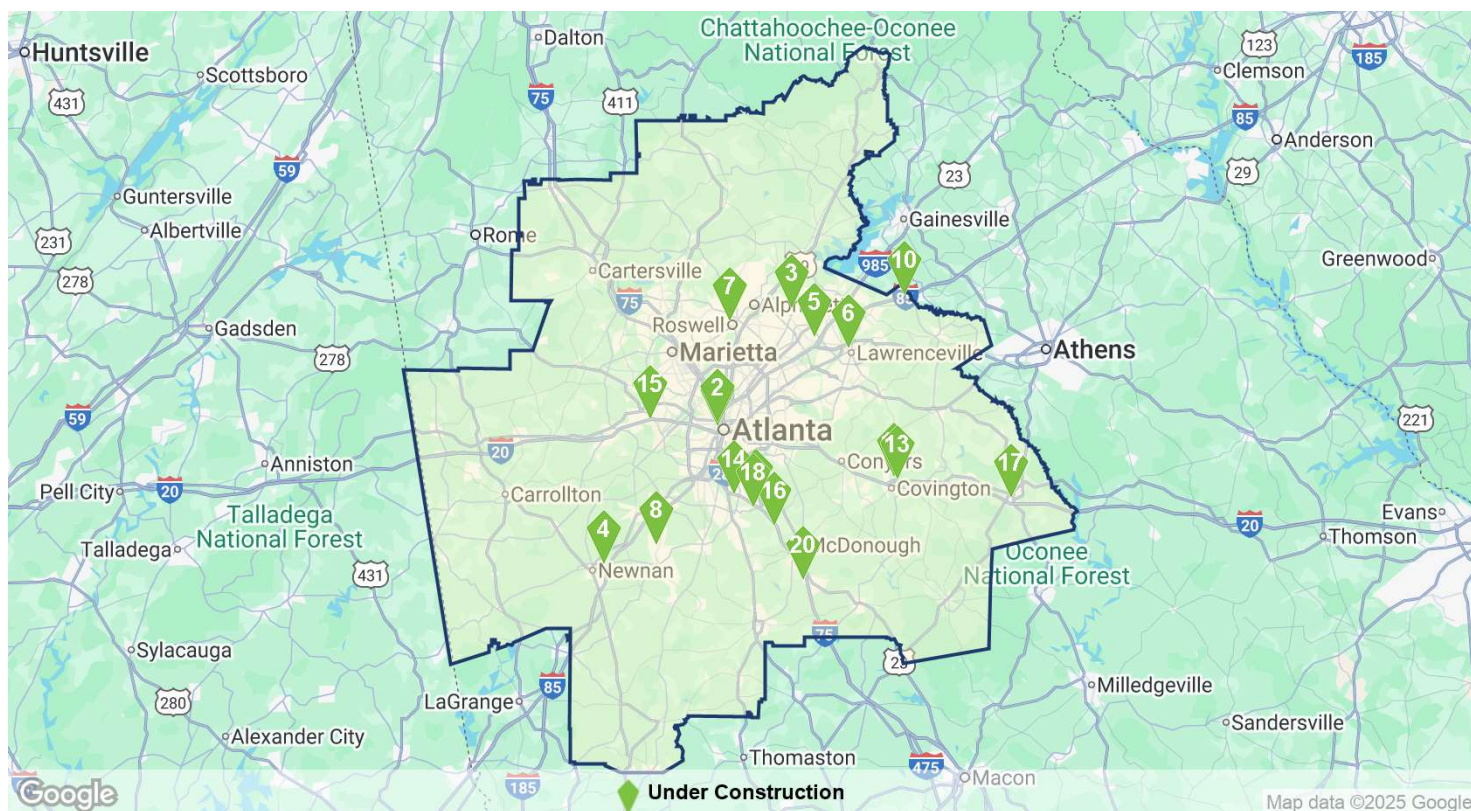 Chattahoochee-Oconee
National Forest
Huntsville
Dalton
123
185
Clemson
Scottsboro
431
75
411
85
Anderson
59
23
29
Guntersville
Gainesville
Albertville
Rome
231
Greenwood
278
Cartersville
985
10
3
7
75
5
85
6
Roswell
Gadsden
278
Marietta
Lawrenceville
Athens
15
2
59
221
Atlanta
20
13
Anniston
Conyers
14
18
17
Pell City
20
Carrollton
16
Covington
Evans
20
Talladega
National Forest
8
4
Thomson
Talladega
20
McDonough
Oconee
National Forest
431
Newnan
75
Sylacauga
23
Milledgeville
280
LaGrange
85
Sandersville
Alexander City
Thomaston
475
Macon
185
Google
Under Construction
Map data ©2025 Google